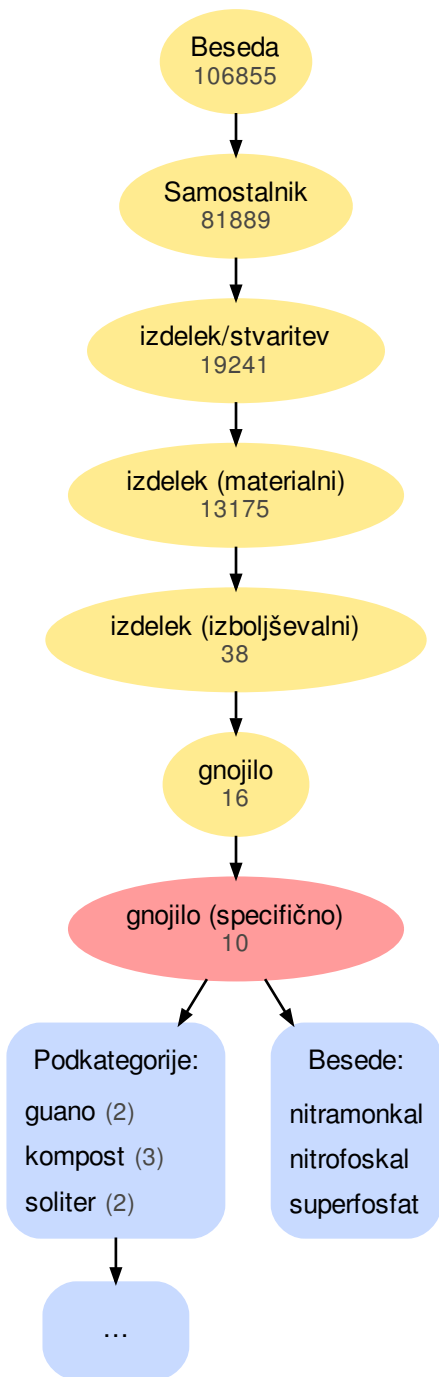 Beseda
106855
Samostalnik
81889
izdelek/stvaritev
19241
izdelek (materialni)
13175
izdelek (izboljševalni)
38
gnojilo
16
gnojilo (specifično)
10
Podkategorije:
guano (2)
kompost (3)
soliter (2)
...
Besede:
nitramonkal
nitrofoskal
superfosfat